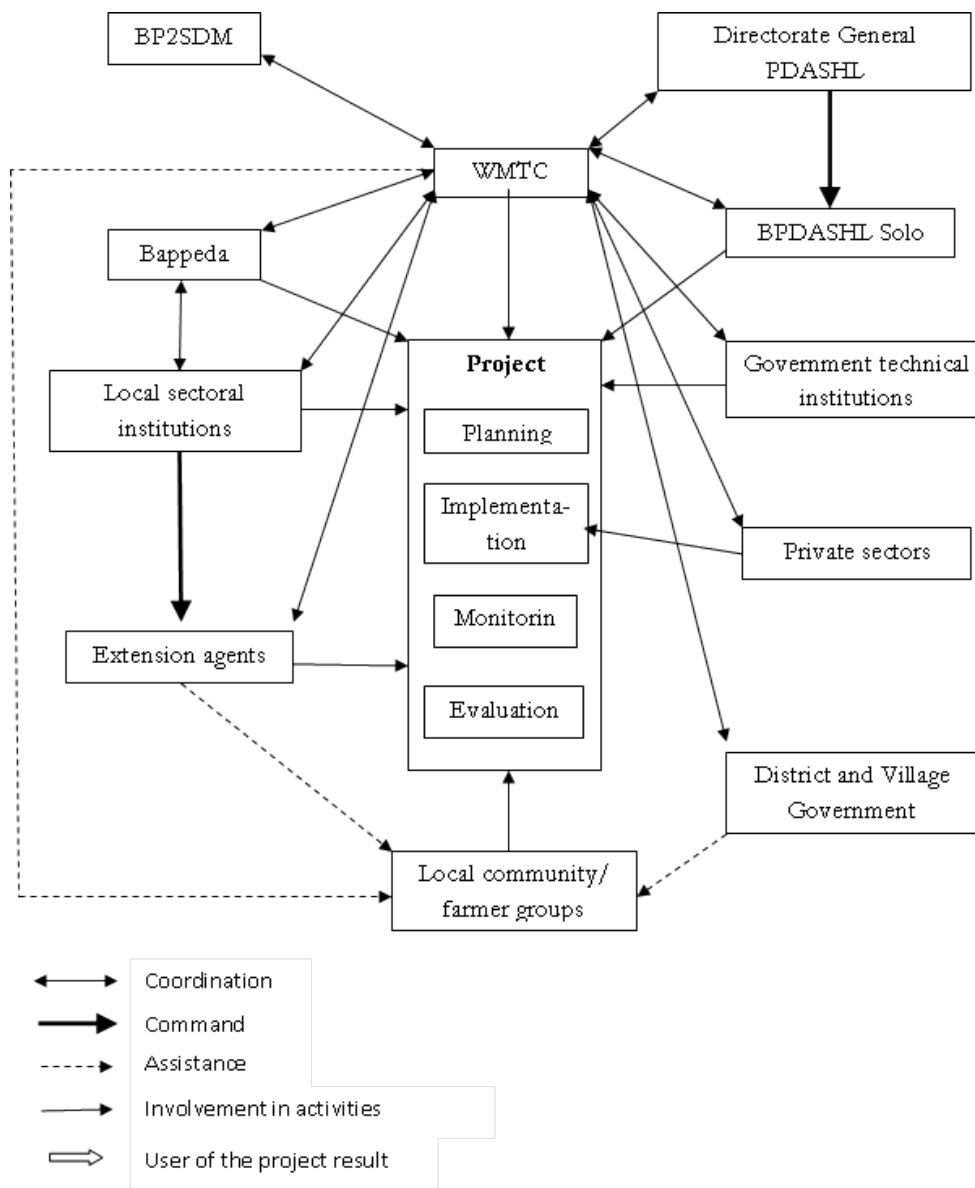 BP2SDM
Directorate General
PDASHL
WMTC
BPDASHL Solo
Bappeda
Project
Government technical
institutions
Local sectoral
institutions
Planning
Implementa-
tion
Private sectors
Monitorin
Extension agents
Evaluation
District and Village
Government
Local community/
farmer groups
Coordination
Command
Assistance
Involvement in activities
User of the project result